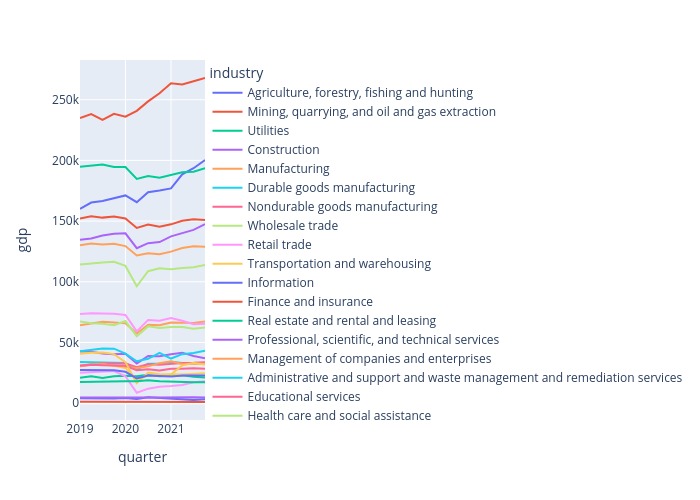 industry
Agriculture, forestry, fishing and hunting
Mining, quarrying, and oil and gas extraction
Utilities
Construction
Manufacturing
Durable goods manufacturing
Nondurable goods manufacturing
Wholesale trade
Retail trade
Transportation and warehousing
Information
Finance and insurance
Real estate and rental and leasing
Professional, scientific, and technical services
Management of companies and enterprises
Administrative and support and waste management and remediation services
Educational services
Health care and social assistance
250k
200k
150k
100k
50k
0
gdp
2019 2020 2021
quarter